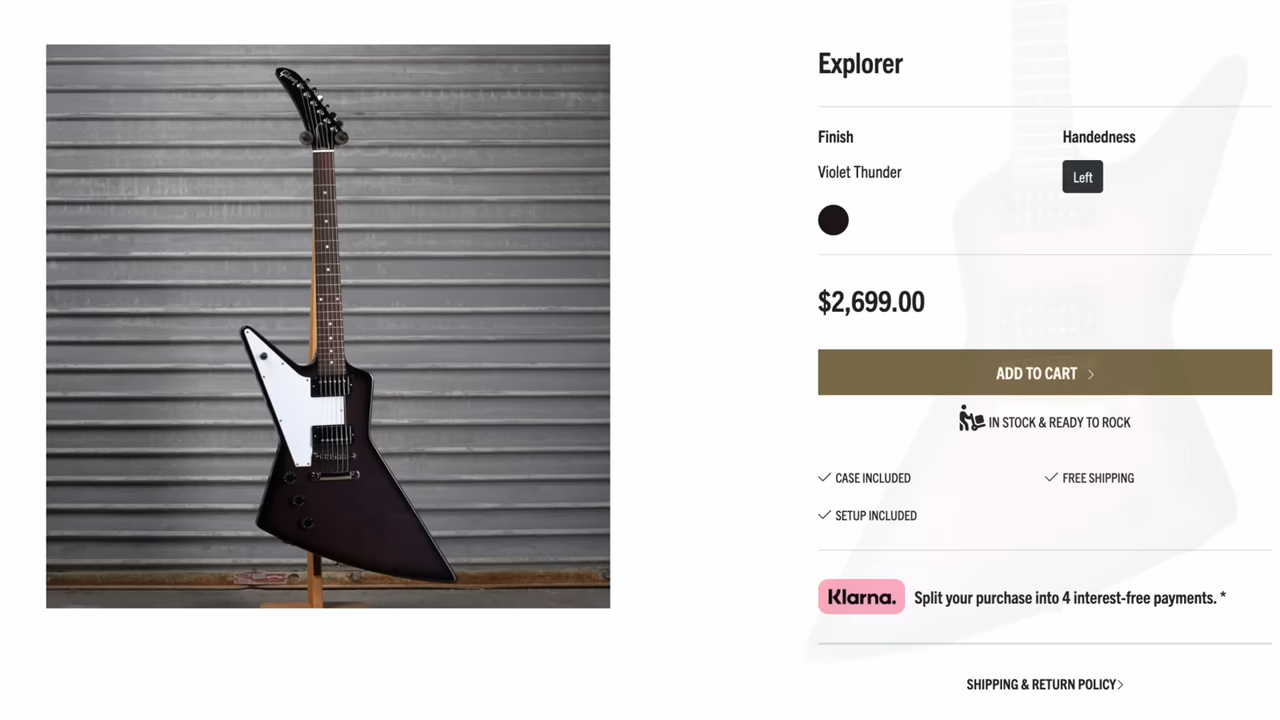 Gibson
Explorer
Finish
Handedness
Violet Thunder
Left
$2,699.00
ADD TO CART
IN STOCK & READY TO ROCK
CASE INCLUDED
FREE SHIPPING
SETUP INCLUDED
Klarna.
Split your purchase into 4 interest-free payments. *
SHIPPING & RETURN POLICY